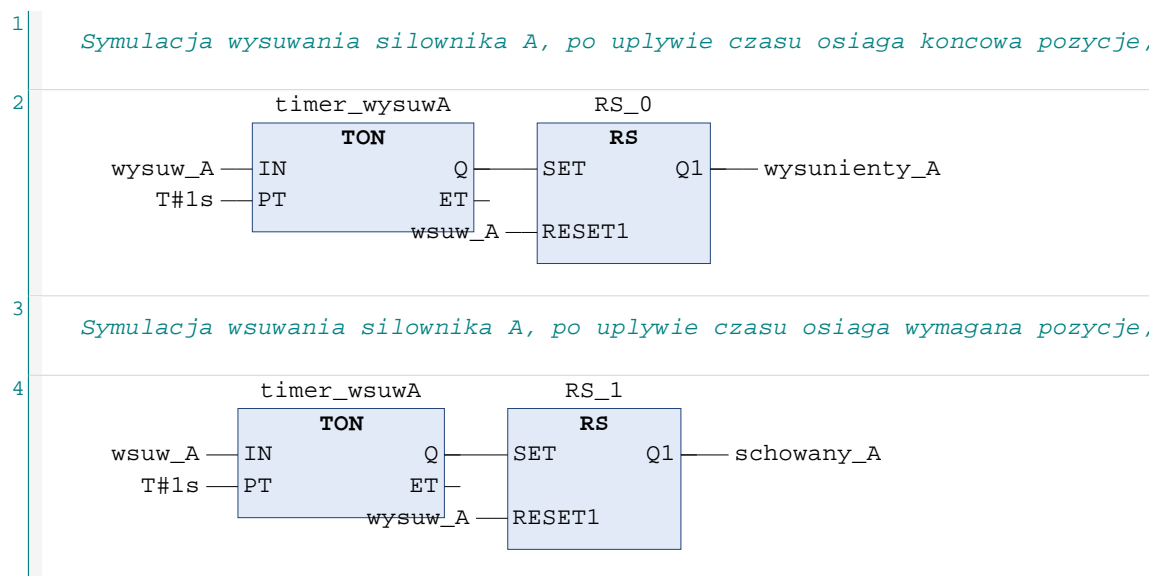 1
Symulacja wysuwania silownika A, po uplywie czasu osiaga koncowa pozycje,
2
timer_wysuwA RS_0
TON RS
wysuw_A IN Q SET Q1 wysunienty_A
T#1s PT ET
wsuw_A RESET1
3
Symulacja wsuwania silownika A, po uplywie czasu osiaga wymagana pozycje,
4
timer_wsuwA RS_1
TON RS
wsuw_A IN Q SET Q1 schowany_A
T#1s PT ET
wysuw_A RESET1